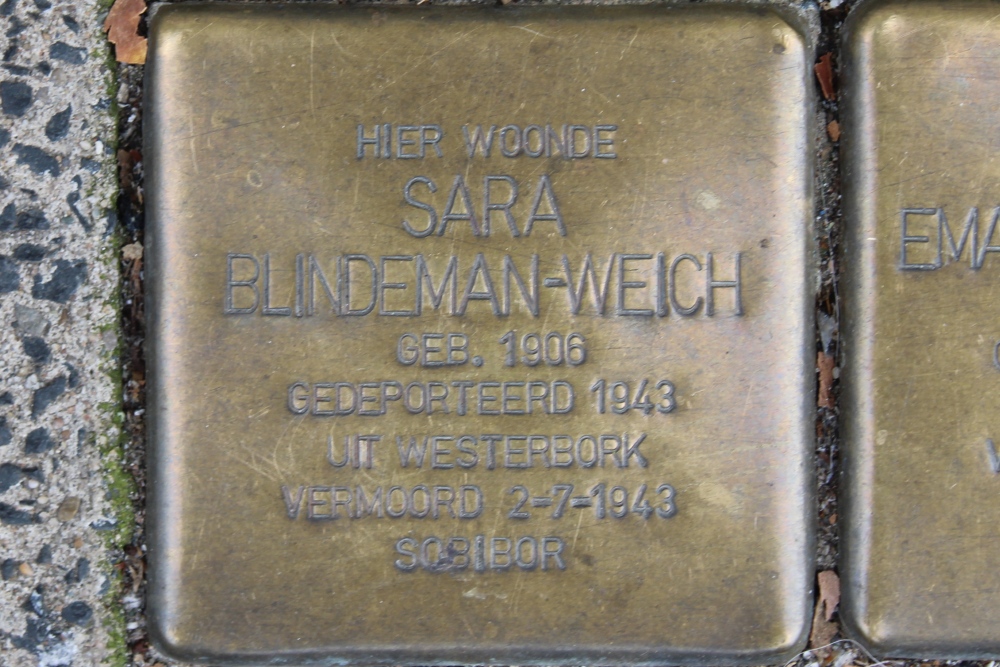 HIER WOONDE
SARA
BLINDEMAN-WEICH
GEB. 1906
GEDEPORTEERD 1943
UIT WESTERBORK
VERMOORD 2-7-1943
SOBIBOR